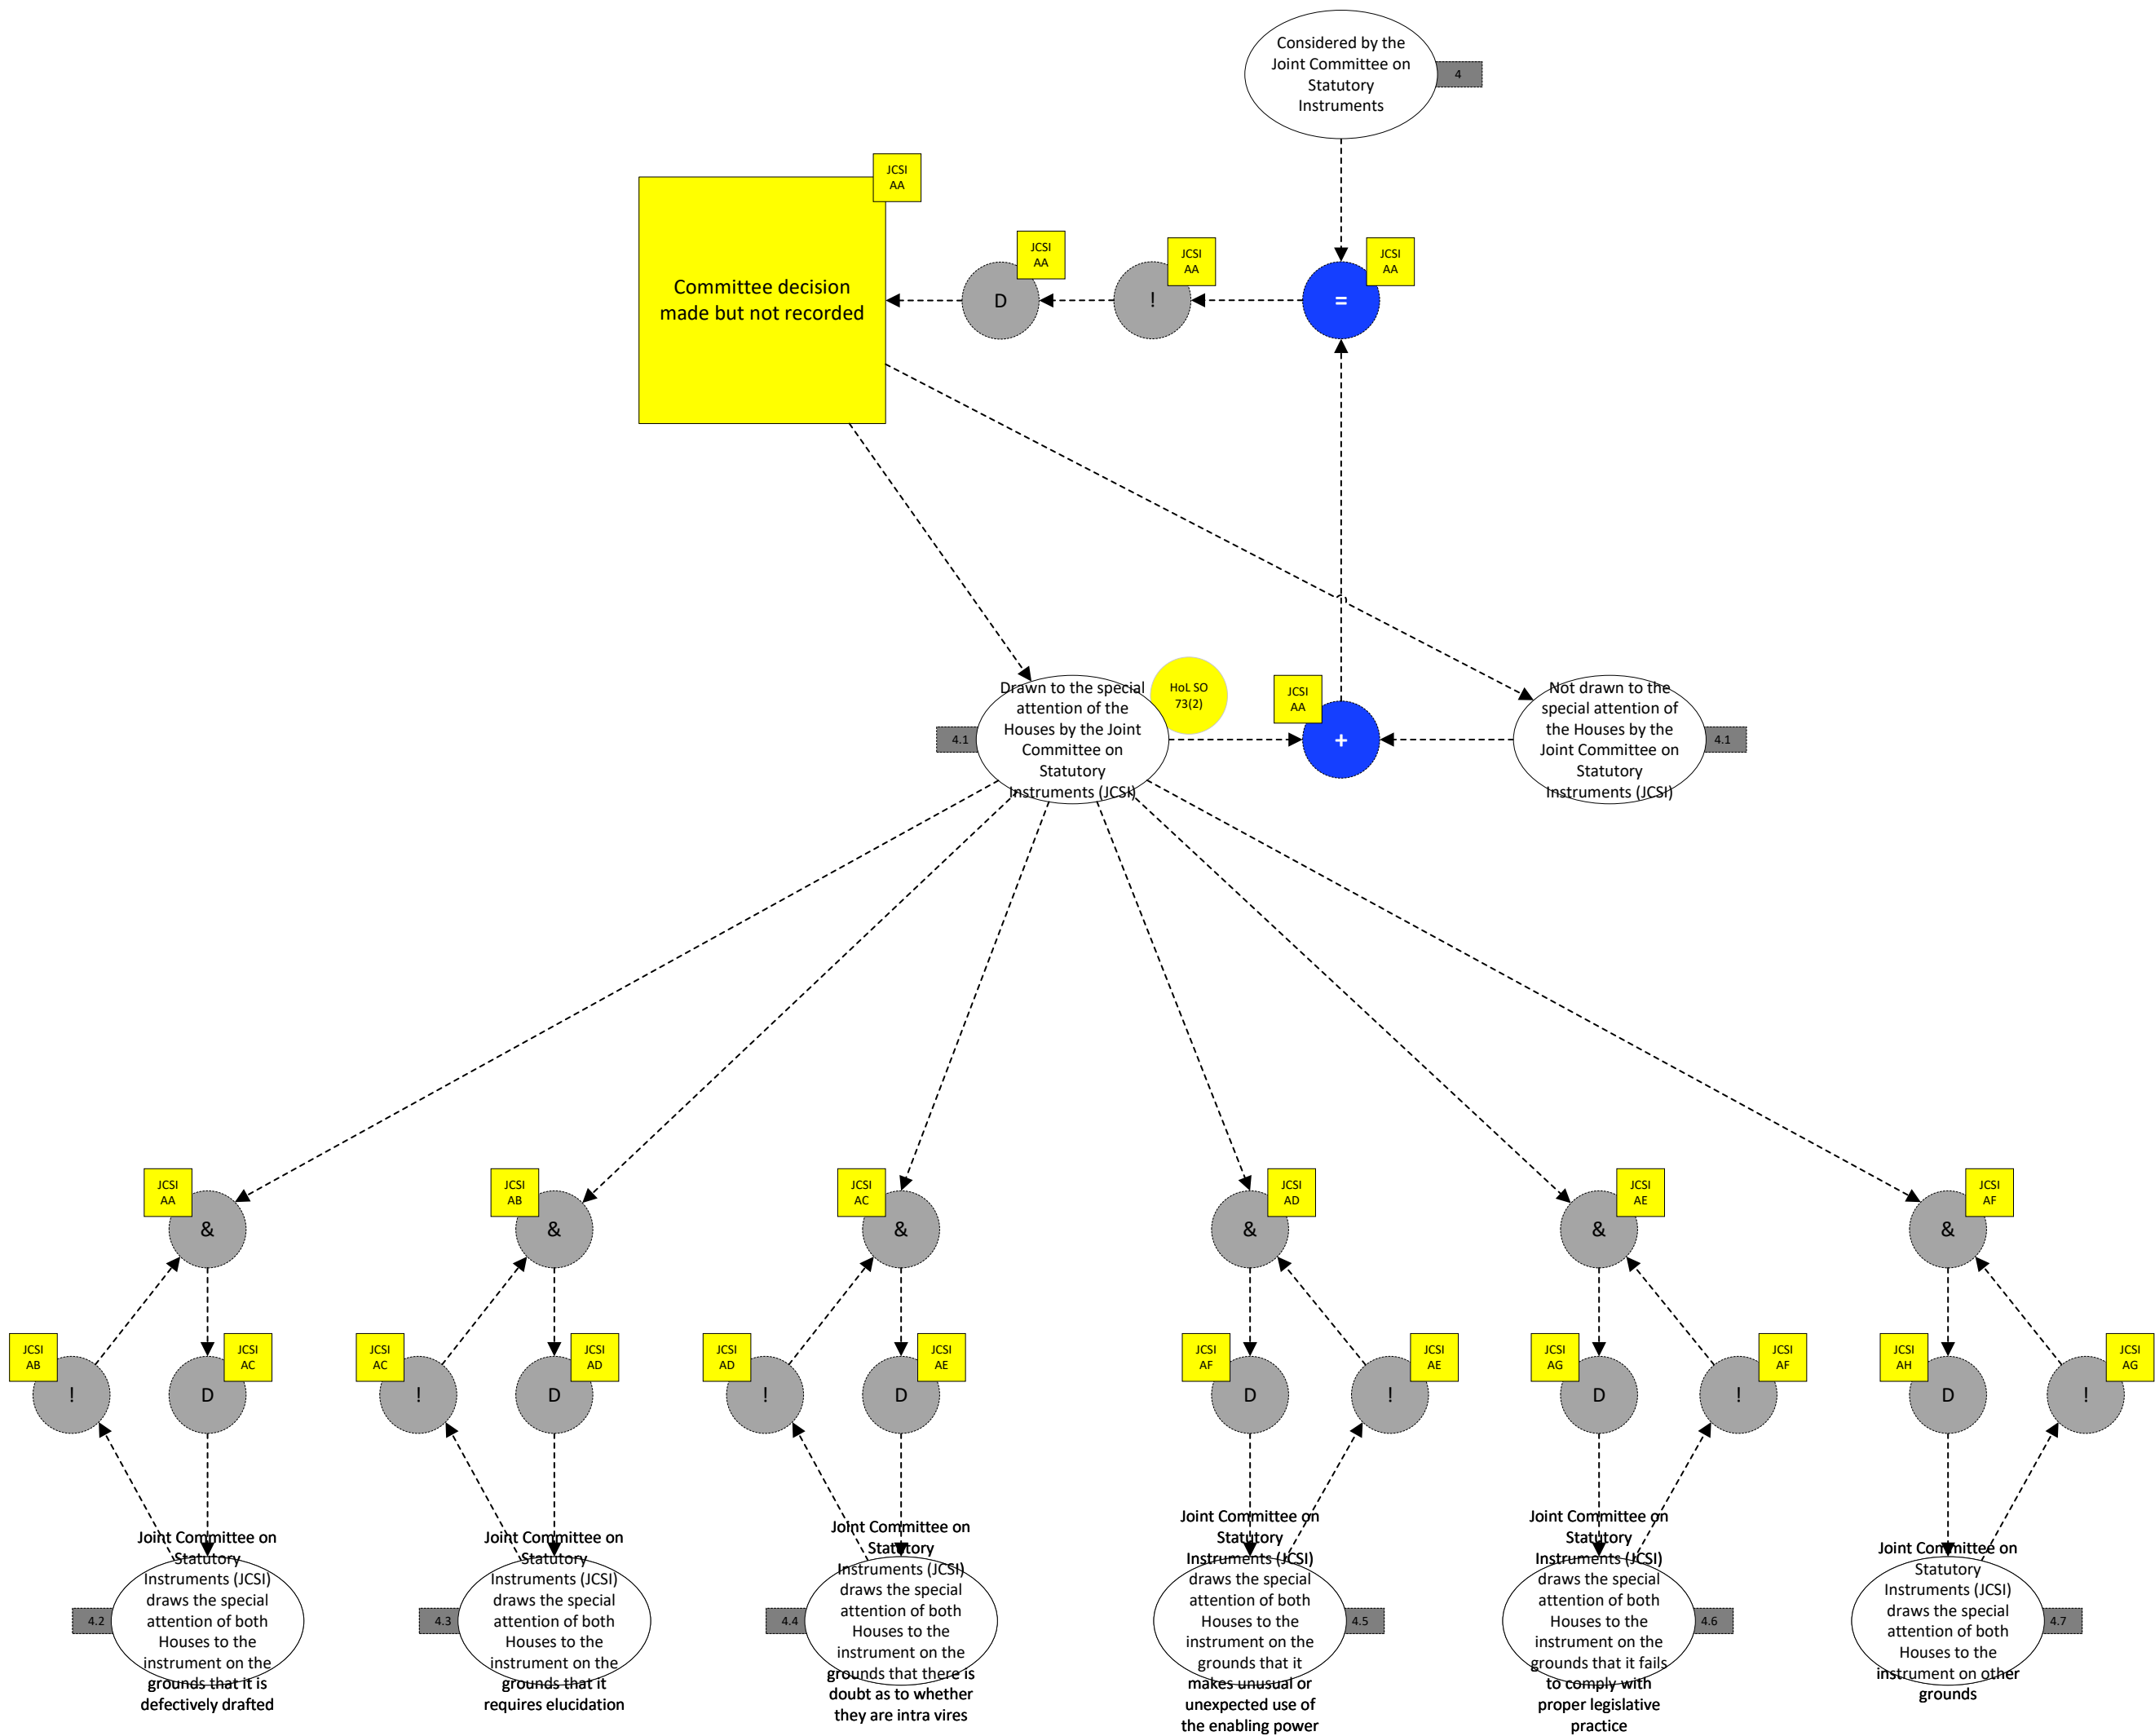 Considered by the
Joint Committee on
Statutory
Instruments
4
JCSI
AA
Committee decision
made but not recorded
JCSI
AA
D
JCSI
AA
!
JCSI
AA
=
Drawn to the special
attention of the
Houses by the Joint
Committee on
Statutory
Instruments (JCSI)
4.1
HoL SO
73(2)
JCSI
AA
+
Not drawn to the
special attention of
the Houses by the
Joint Committee on
Statutory
Instruments (JCSI)
4.1
JCSI
AA
&
JCSI
AB
&
JCSI
AC
&
JCSI
AD
&
JCSI
AE
&
JCSI
AF
&
JCSI
AB
!
JCSI
AC
D
JCSI
AC
!
JCSI
AD
D
JCSI
AD
!
JCSI
AE
D
JCSI
AF
D
JCSI
AE
!
JCSI
AG
D
JCSI
AF
!
JCSI
AH
D
JCSI
AG
!
4.2
Joint Committee on
Statutory
Instruments (JCSI)
draws the special
attention of both
Houses to the
instrument on the
grounds that it is
defectively drafted
4.3
Joint Committee on
Statutory
Instruments (JCSI)
draws the special
attention of both
Houses to the
instrument on the
grounds that it
requires elucidation
4.4
Joint Committee on
Statutory
Instruments (JCSI)
draws the special
attention of both
Houses to the
instrument on the
grounds that there is
doubt as to whether
they are intra vires
Joint Committee on
Statutory
Instruments (JCSI)
draws the special
attention of both
Houses to the
instrument on the
grounds that it
makes unusual or
unexpected use of
the enabling power
4.5
Joint Committee on
Statutory
Instruments (JCSI)
draws the special
attention of both
Houses to the
instrument on the
grounds that it fails
to comply with
proper legislative
practice
4.6
Joint Committee on
Statutory
Instruments (JCSI)
draws the special
attention of both
Houses to the
instrument on other
grounds
4.7